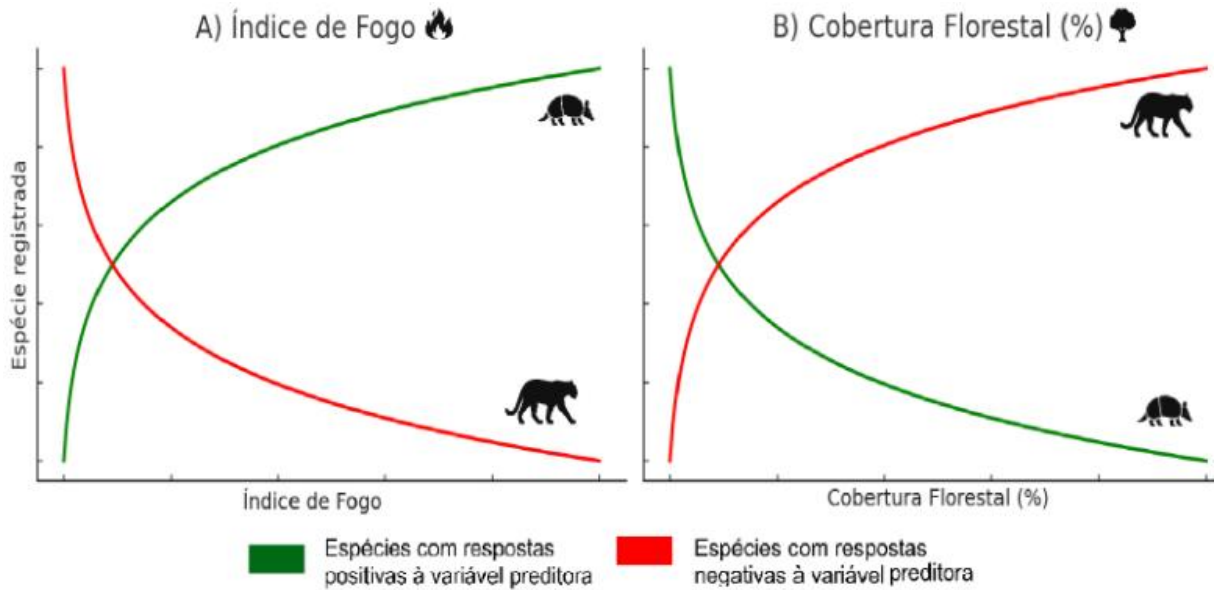 A) Índice de Fogo
B) Cobertura Florestal (%)
Espécie registrada
Índice de Fogo
Cobertura Florestal (%)
Espécies com respostas
positivas à variável preditora
Espécies com respostas
negativas à variável preditora